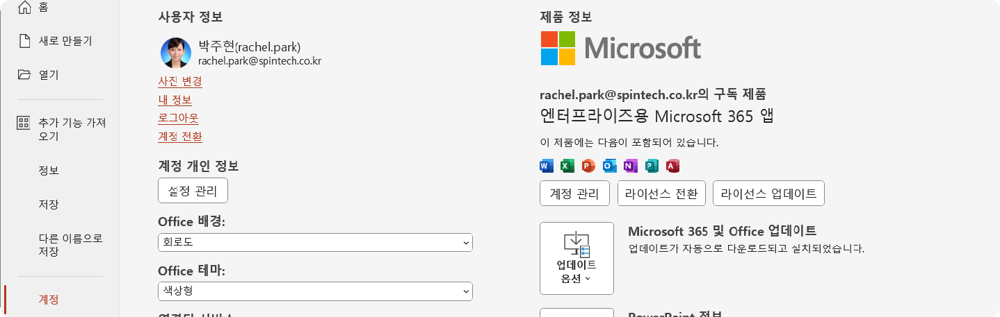 홈
새로 만들기
열기
추가 기능 가져
오기
정보
저장
다른 이름으로
저장
계정
사용자 정보
박주현(rachel.park)
rachel.park@spintech.co.kr
사진 변경
내 정보
로그아웃
계정 전환
계정 개인 정보
설정 관리
Office 배경:
회로도
Office 테마:
색상형
연결된 서비스:
제품 정보
Microsoft
rachel.park@spintech.co.kr의 구독 제품
엔터프라이즈용 Microsoft 365 앱
이 제품에는 다음이 포함되어 있습니다.
W X P O N P A
계정 관리
라이선스 전환
라이선스 업데이트
업데이트
옵션
Microsoft 365 및 Office 업데이트
업데이트가 자동으로 다운로드되고 설치되었습니다.
PowerPoint 정보